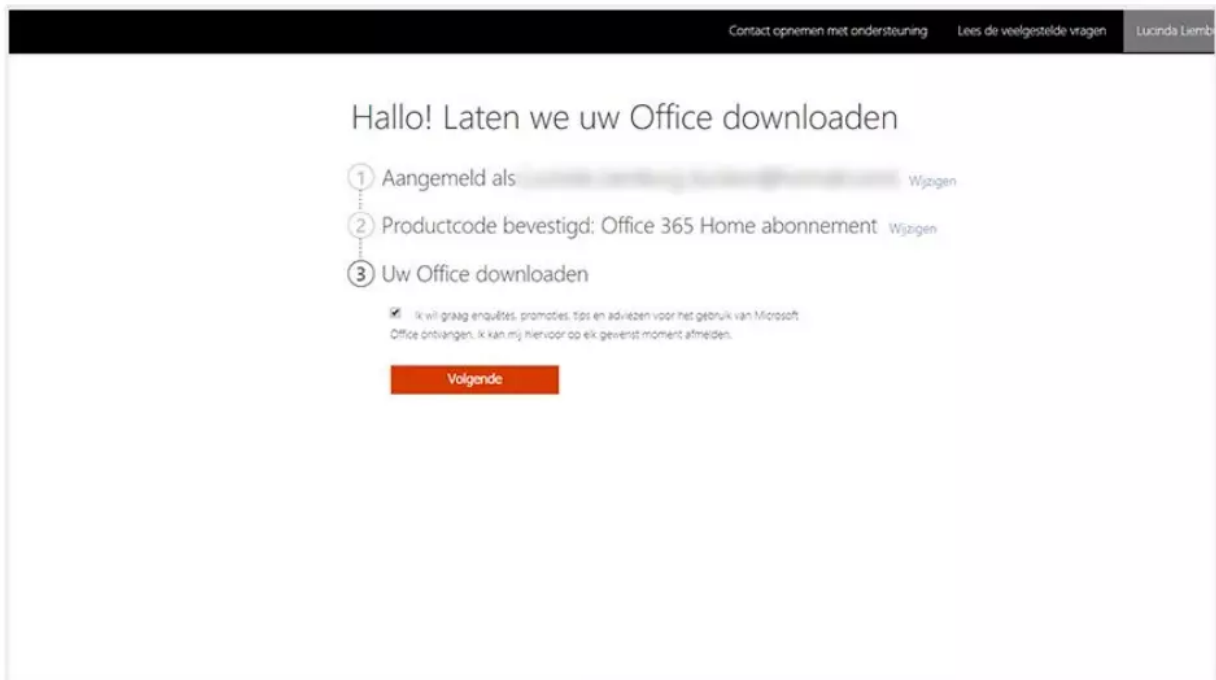 Contact opnemen met ondersteuning Lees de veelgestelde vragen Lucinda
Hallo! Laten we uw Office downloaden
1 Aangemeld als Wijzigen
2 Productcode bevestigd: Office 365 Home abonnement Wijzigen
3 Uw Office downloaden
Ik wil graag enquêtes, promoties, tips en adviezen voor het gebruik van Microsoft
Office ontvangen. Ik kan mij hiervoor op elk gewenst moment afmelden.
Volgende